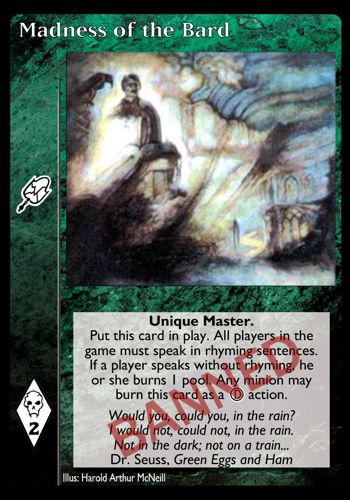 Madness of the Bard
Unique Master.
Put this card in play. All players in the
game must speak in rhyming sentences.
If a player speaks without rhyming, he
or she burns 1 pool. Any minion may
burn this card as a Ⓓ action.
Would you, could you, in the rain?
I would not, could not, in the rain.
Not in the dark; not on a train...
Dr. Seuss, Green Eggs and Ham
BANNED
2
Illus: Harold Arthur McNeill